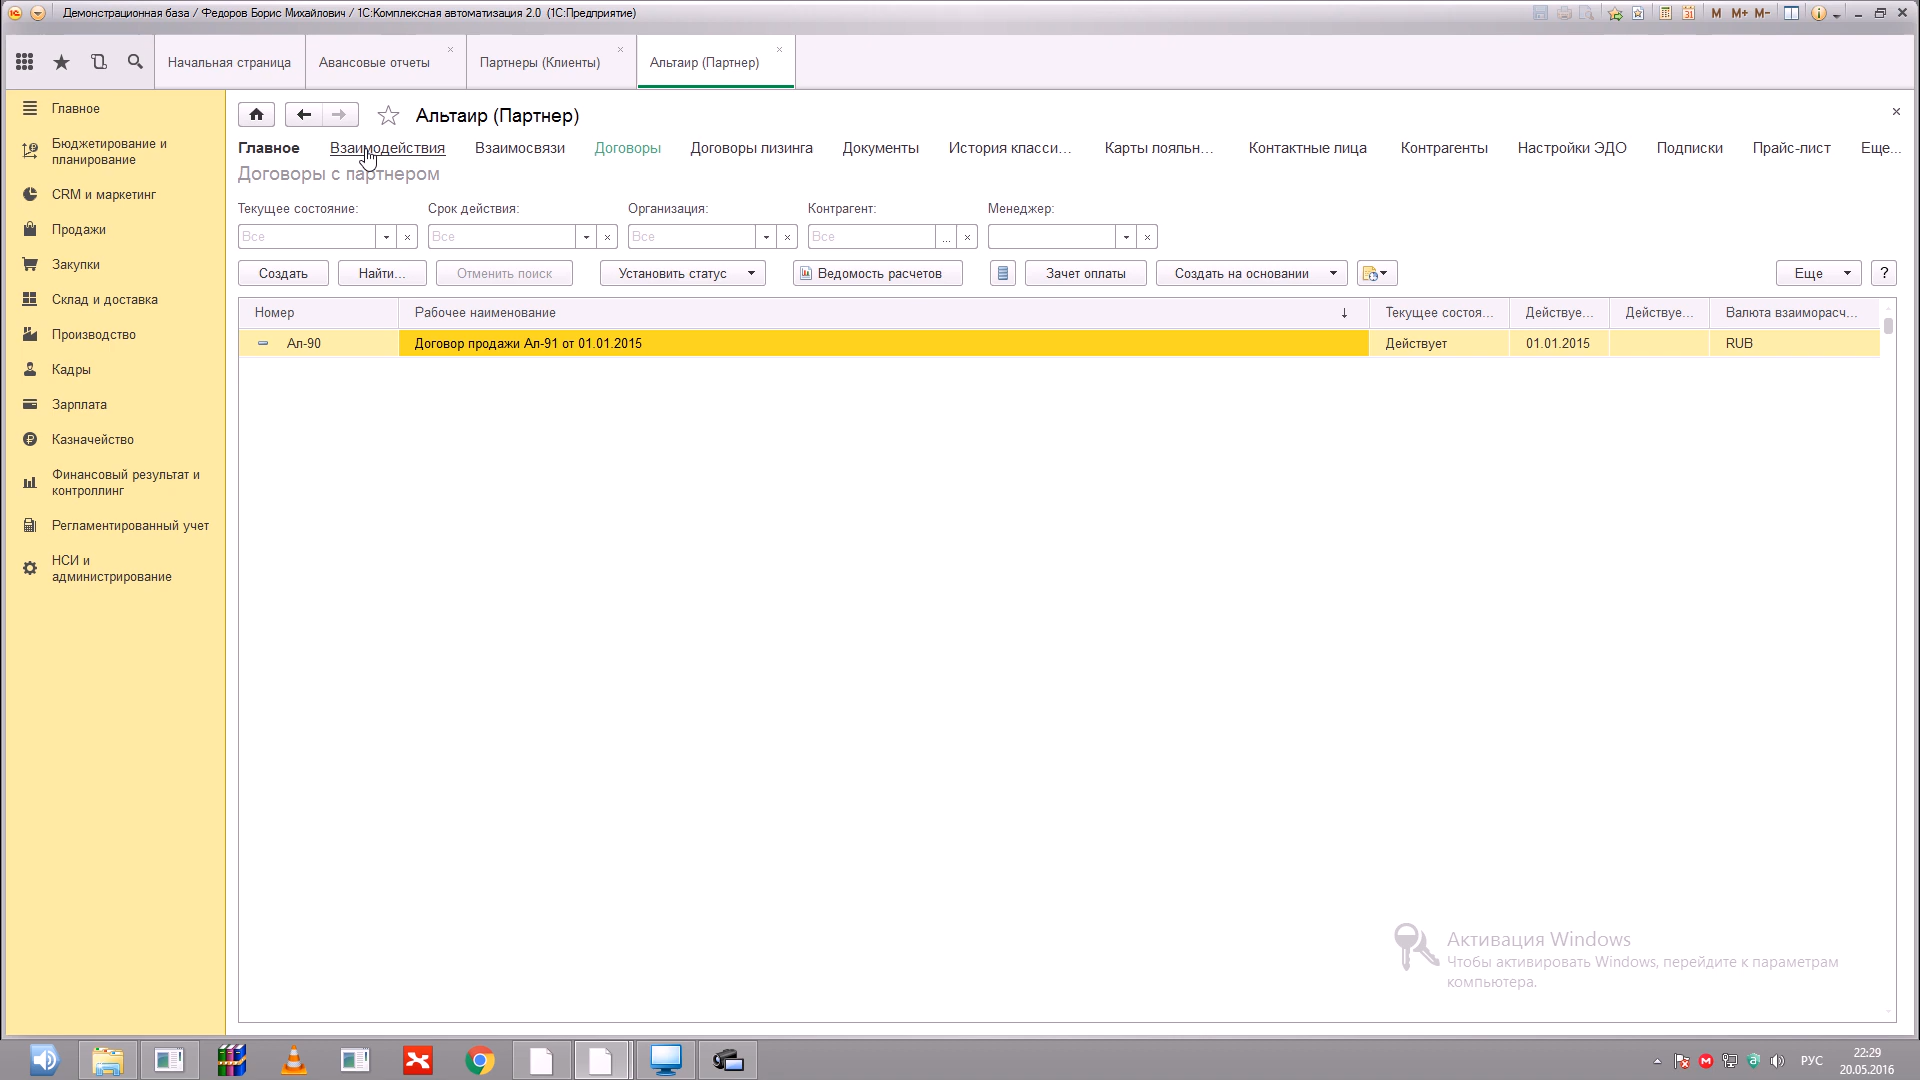 Демонстрационная база / Федоров Борис Михайлович / 1С:Комплексная автоматизация 2.0 (1С:Предприятие)
M M+ M-
Начальная страница
Авансовые отчеты
Партнеры (Клиенты)
Альтаир (Партнер)
Главное
Бюджетирование и
планирование
CRM и маркетинг
Продажи
Закупки
Склад и доставка
Производство
Кадры
Зарплата
Казначейство
Финансовый результат и
контроллинг
Регламентированный учет
НСИ и
администрирование
Альтаир (Партнер)
Главное Взаимодействия Взаимосвязи Договоры Договоры лизинга Документы История класси... Карты лояльн... Контактные лица Контрагенты Настройки ЭДО Подписки Прайс-лист Еще...
Договоры с партнером
Текущее состояние: Срок действия: Организация: Контрагент: Менеджер:
Все Все Все Все ...
Создать Найти... Отменить поиск Установить статус Ведомость расчетов Зачет оплаты Создать на основании Еще ?
Номер Рабочее наименование ↓ Текущее состоя... Действуе... Действуе... Валюта взаиморасч...
Ал-90 Договор продажи Ал-91 от 01.01.2015 Действует 01.01.2015 RUB
Активация Windows
Чтобы активировать Windows, перейдите к параметрам
компьютера.
РУС
22:29
20.05.2016